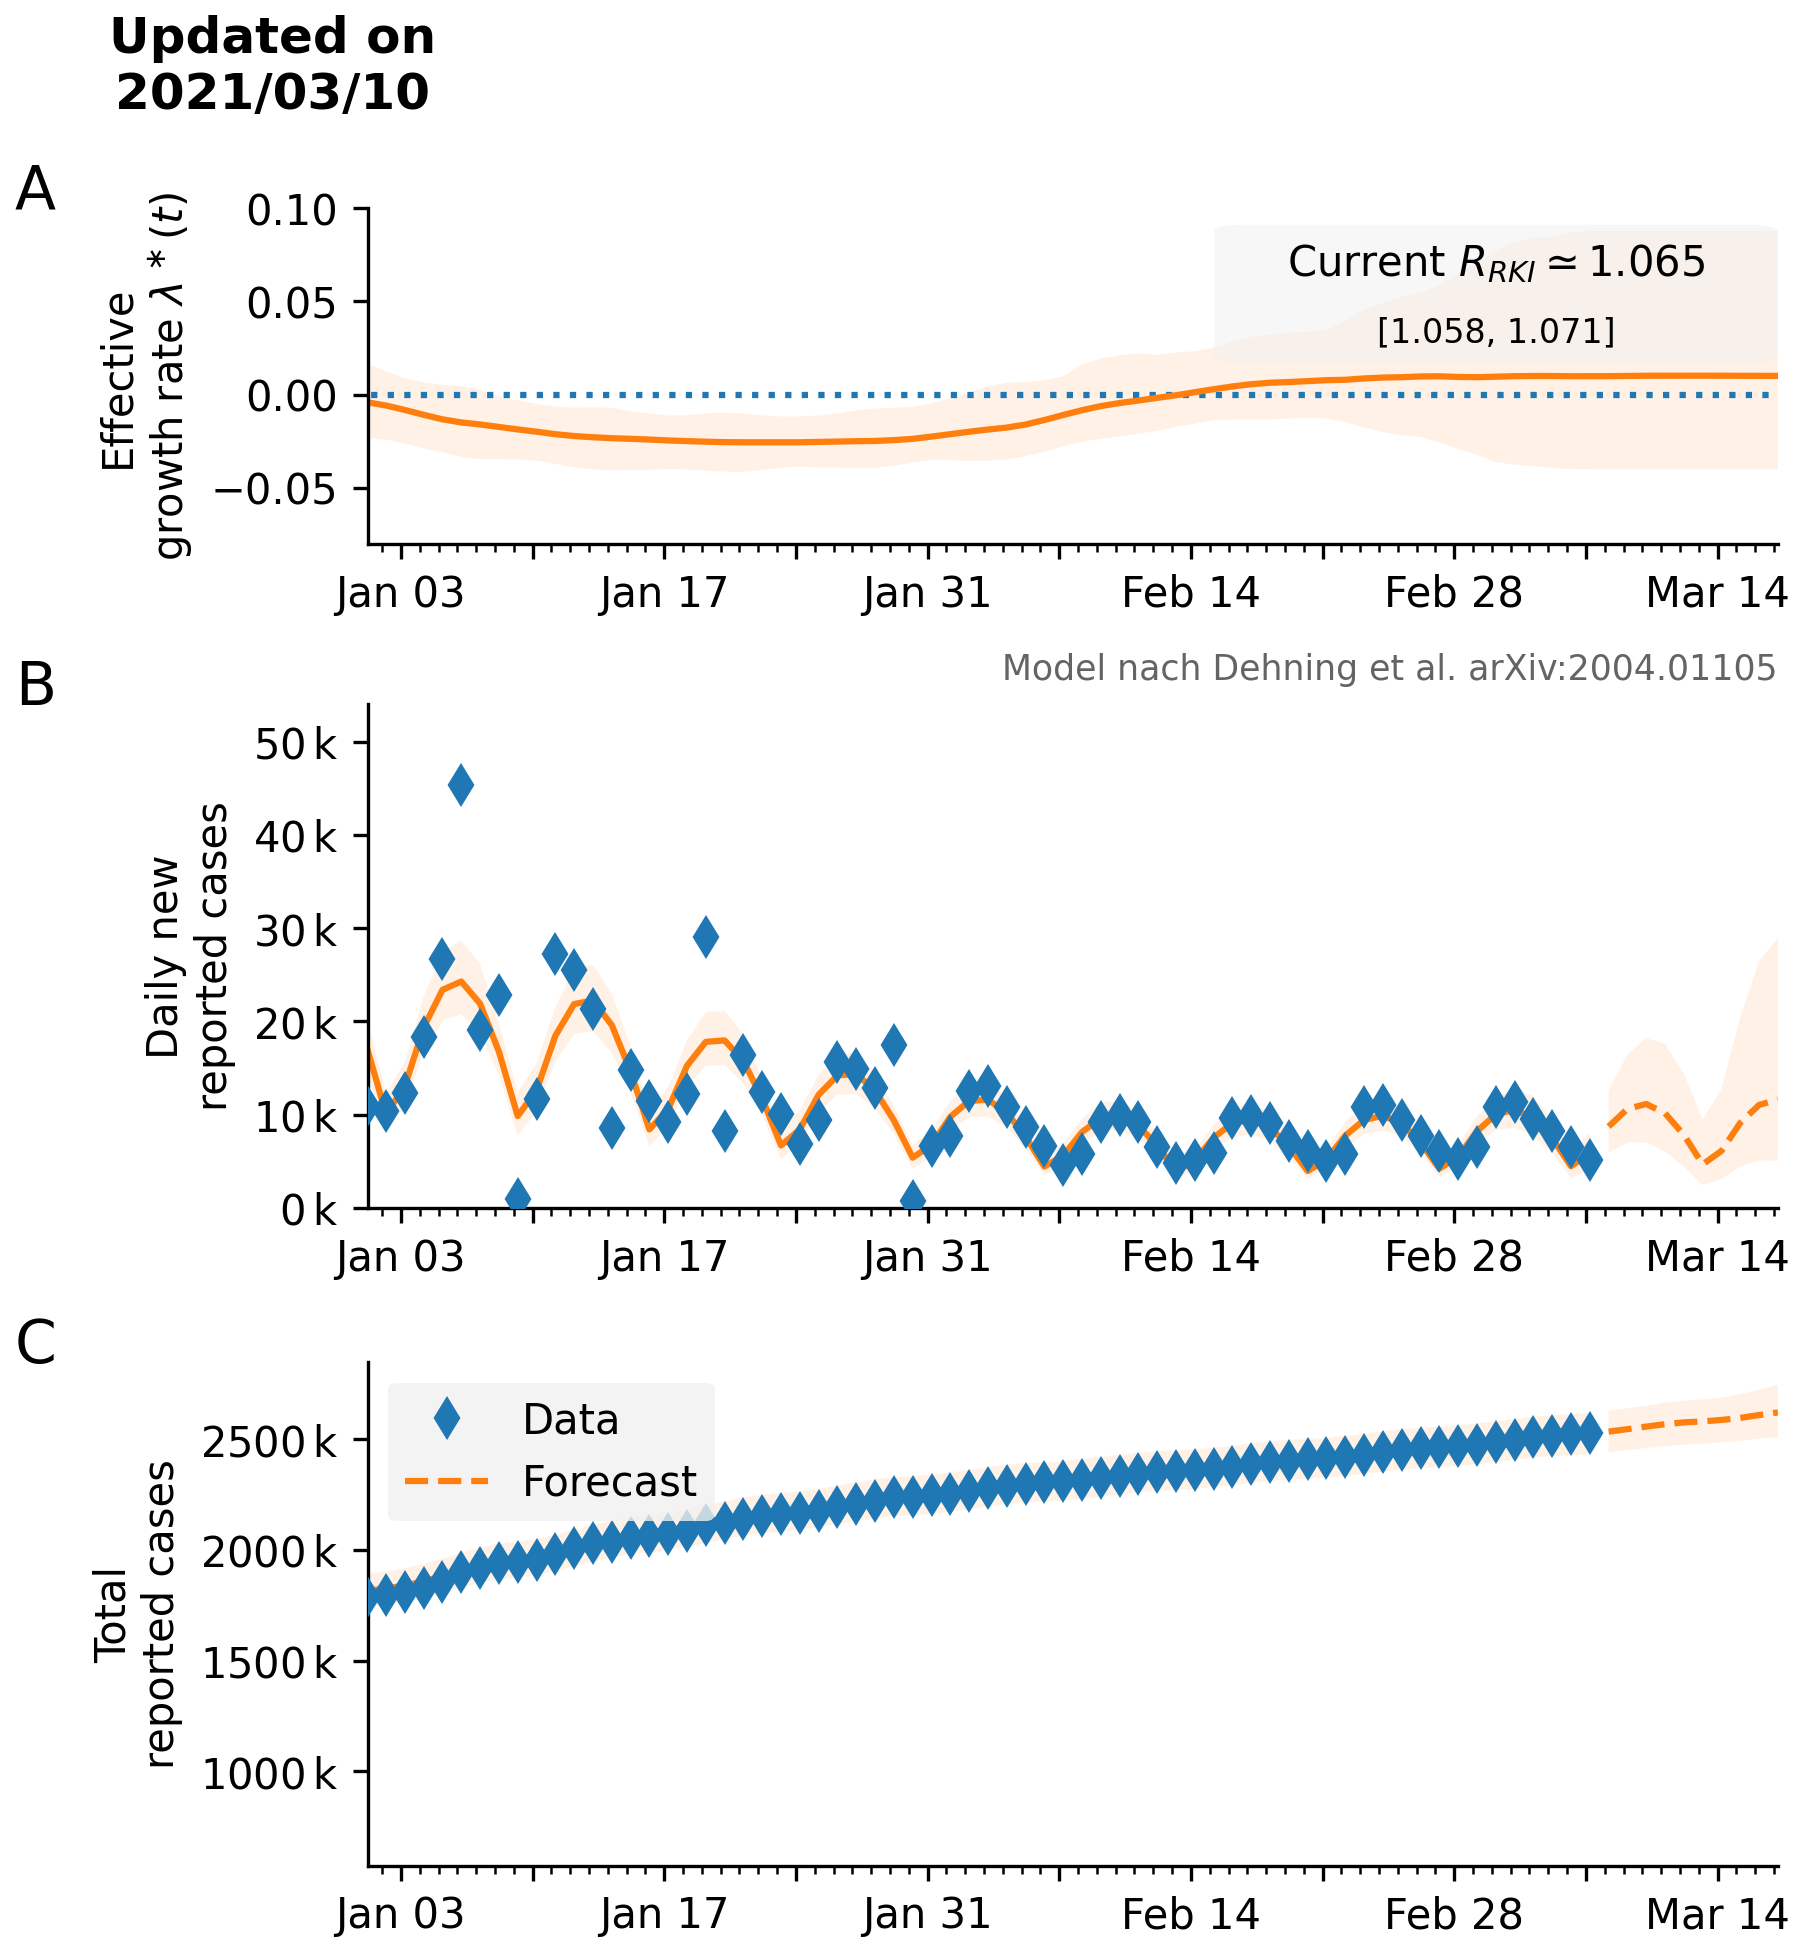 Updated on
2021/03/10
A
Effective
growth rate λ * (t)
0.10
0.05
0.00
−0.05
Current R_RKI ≃ 1.065
[1.058, 1.071]
Jan 03 Jan 17 Jan 31 Feb 14 Feb 28 Mar 14
Model nach Dehning et al. arXiv:2004.01105
B
Daily new
reported cases
50 k
40 k
30 k
20 k
10 k
0 k
Jan 03 Jan 17 Jan 31 Feb 14 Feb 28 Mar 14
C
Total
reported cases
2500 k
2000 k
1500 k
1000 k
Data
Forecast
Jan 03 Jan 17 Jan 31 Feb 14 Feb 28 Mar 14